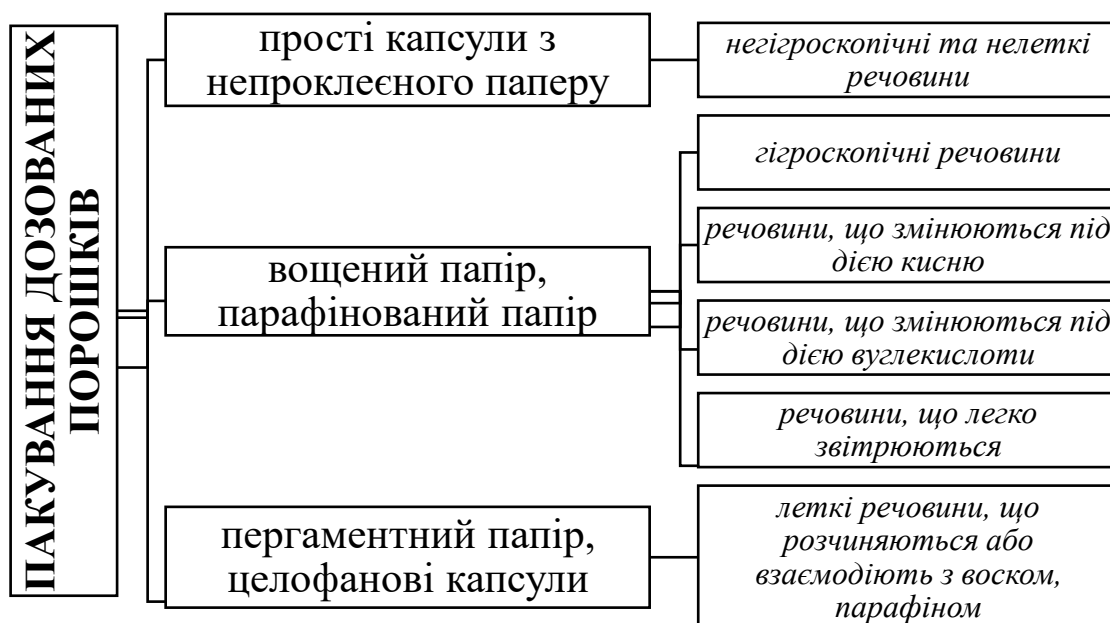 ПАКУВАННЯ ДОЗОВАНИХ
ПОРОШКІВ
прості капсули з
непроклеєного паперу
негігроскопічні та нелеткі
речовини
вощений папір,
парафінований папір
гігроскопічні речовини
речовини, що змінюються під
дією кисню
речовини, що змінюються під
дією вуглекислоти
речовини, що легко
звітрюються
пергаментний папір,
целофанові капсули
леткі речовини, що
розчиняються або
взаємодіють з воском,
парафіном